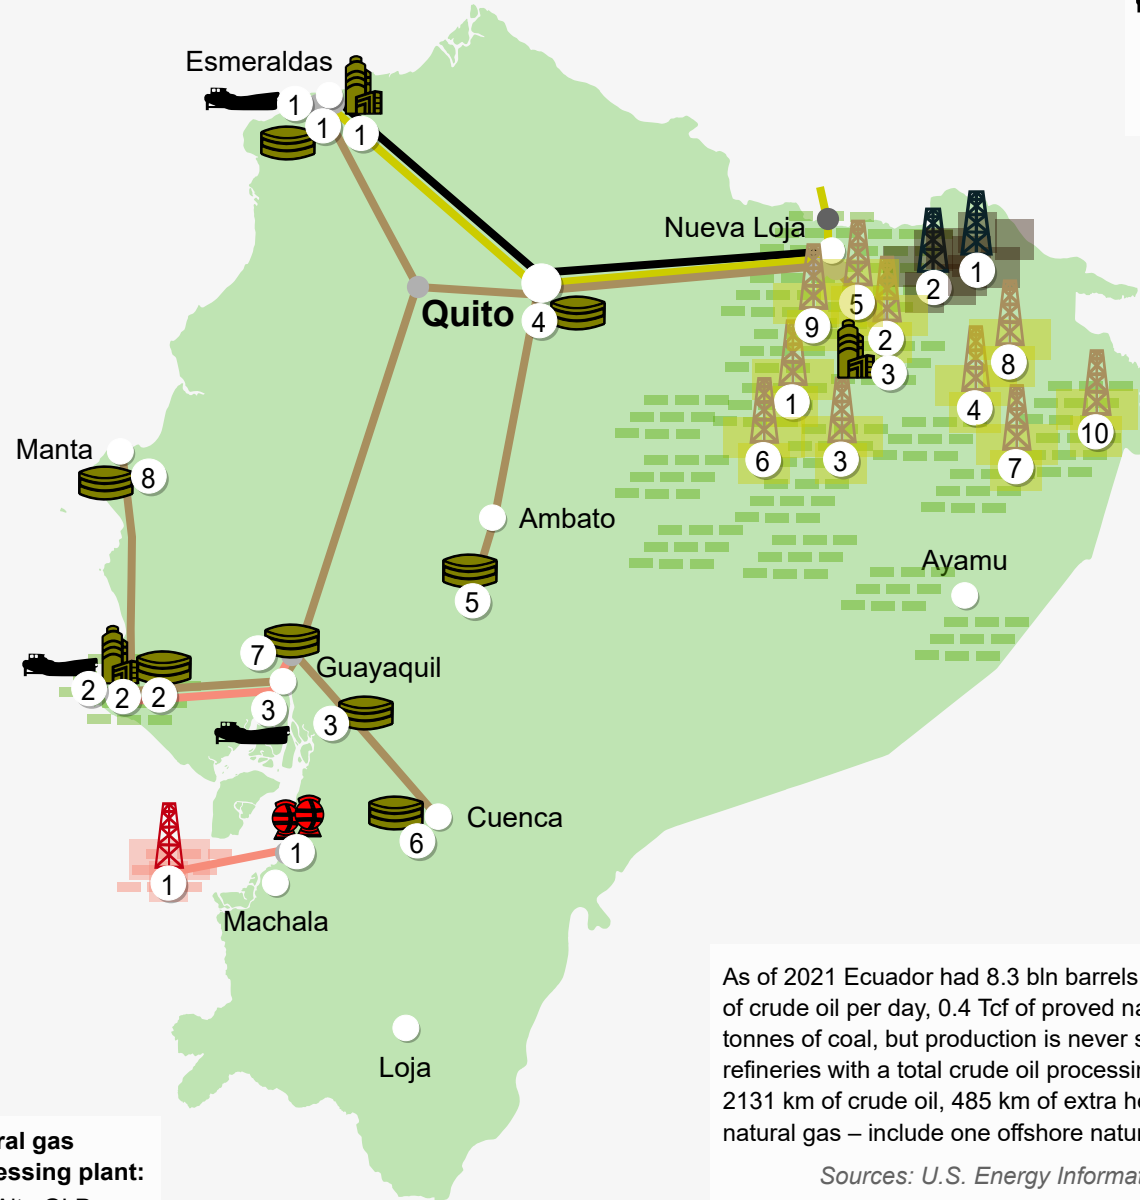 Esmeraldas
1
1
1
Nueva Loja
1
2
5
9
Quito
4
2
8
3
1
4
10
6
3
7
Manta
8
Ambato
Ayamu
5
7
Guayaquil
2
2
2
3
3
Cuenca
6
1
1
Machala
Loja
As of 2021 Ecuador had 8.3 bln barrels
of crude oil per day, 0.4 Tcf of proved na
tonnes of coal, but production is never s
refineries with a total crude oil processin
2131 km of crude oil, 485 km of extra he
natural gas – include one offshore natur
Sources: U.S. Energy Informat
ral gas
essing plant: